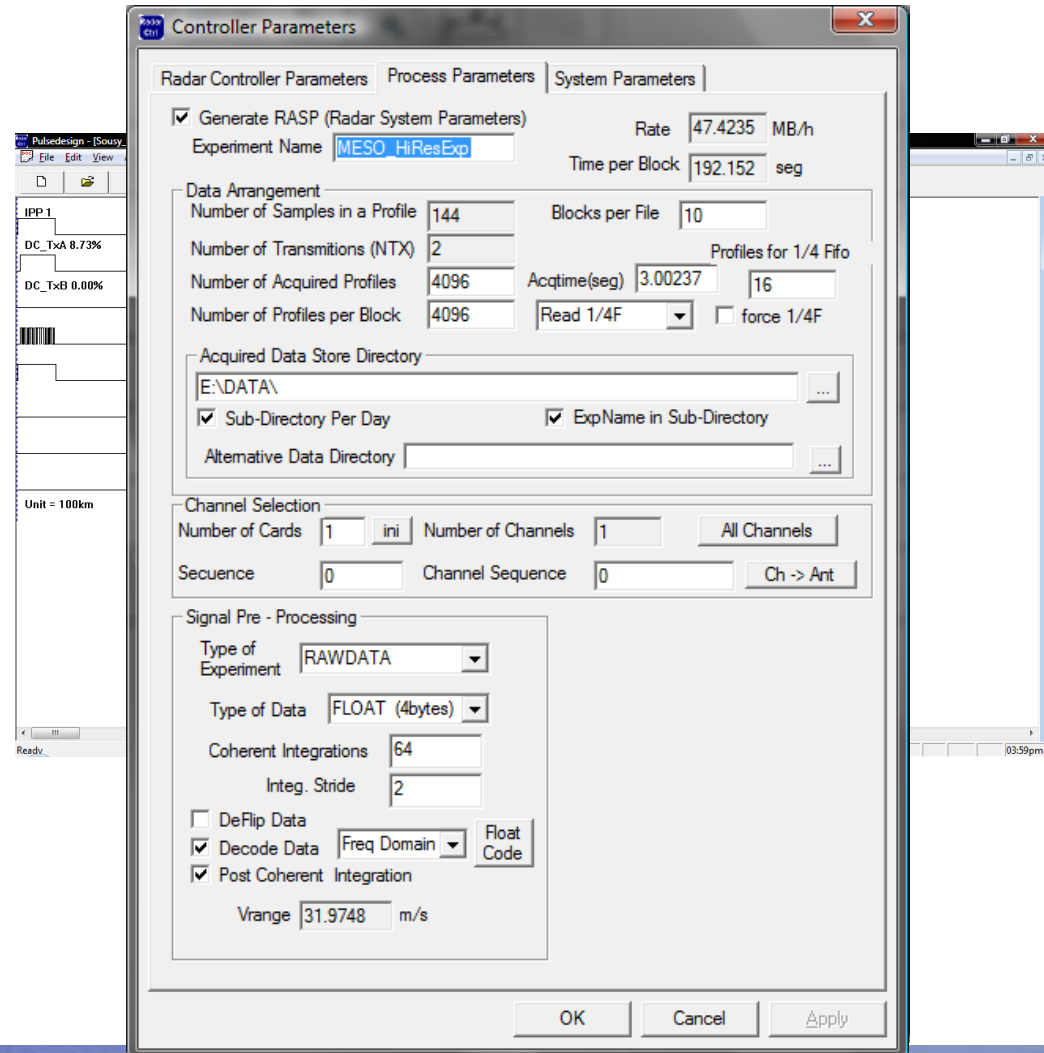 Radar Ctrl
Controller Parameters
Radar Controller Parameters Process Parameters System Parameters
Generate RASP (Radar System Parameters)
Experiment Name MESO_HiResExp
Rate 47.4235 MB/h
Time per Block 192.152 seg
Data Arrangement
Number of Samples in a Profile 144
Blocks per File 10
Number of Transmitions (NTX) 2
Profiles for 1/4 Fifo
Number of Acquired Profiles 4096
Acqtime(seg) 3.00237
16
Number of Profiles per Block 4096
Read 1/4F
force 1/4F
Acquired Data Store Directory
E:\DATA\
...
Sub-Directory Per Day
ExpName in Sub-Directory
Alternative Data Directory
...
Channel Selection
Number of Cards 1 ini Number of Channels 1 All Channels
Secuence 0 Channel Sequence 0 Ch -> Ant
Signal Pre - Processing
Type of Experiment RAWDATA
Type of Data FLOAT (4bytes)
Coherent Integrations 64
Integ. Stride 2
DeFlip Data
Decode Data Freq Domain Float Code
Post Coherent Integration
Vrange 31.9748 m/s
OK Cancel Apply
Pulsedesign - [Sousy_
File Edit View
IPP 1
DC_TxA 8.73%
DC_TxB 0.00%
Unit = 100km
Ready
03:59pm